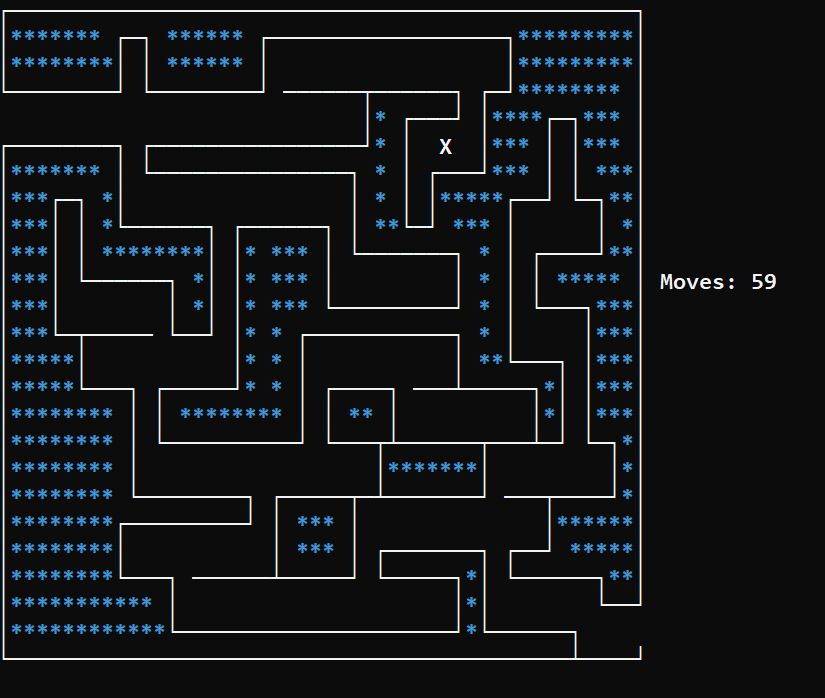 ******* ******    *********
******** ******    *********
********
* **** ***
* X *** ***
******* * *** ***
*** * * ***** **
*** * ** *** *
*** ******** * *** * **
*** * * *** * *****
*** * * *** * ***
*** * * * ***
***** * * ** ***
***** * * * ***
******** ******** ** * ***
******** *
******** ******* *
******** *
******** *** ******
******** *** *****
******** * **
*********** *
************ *
Moves: 59